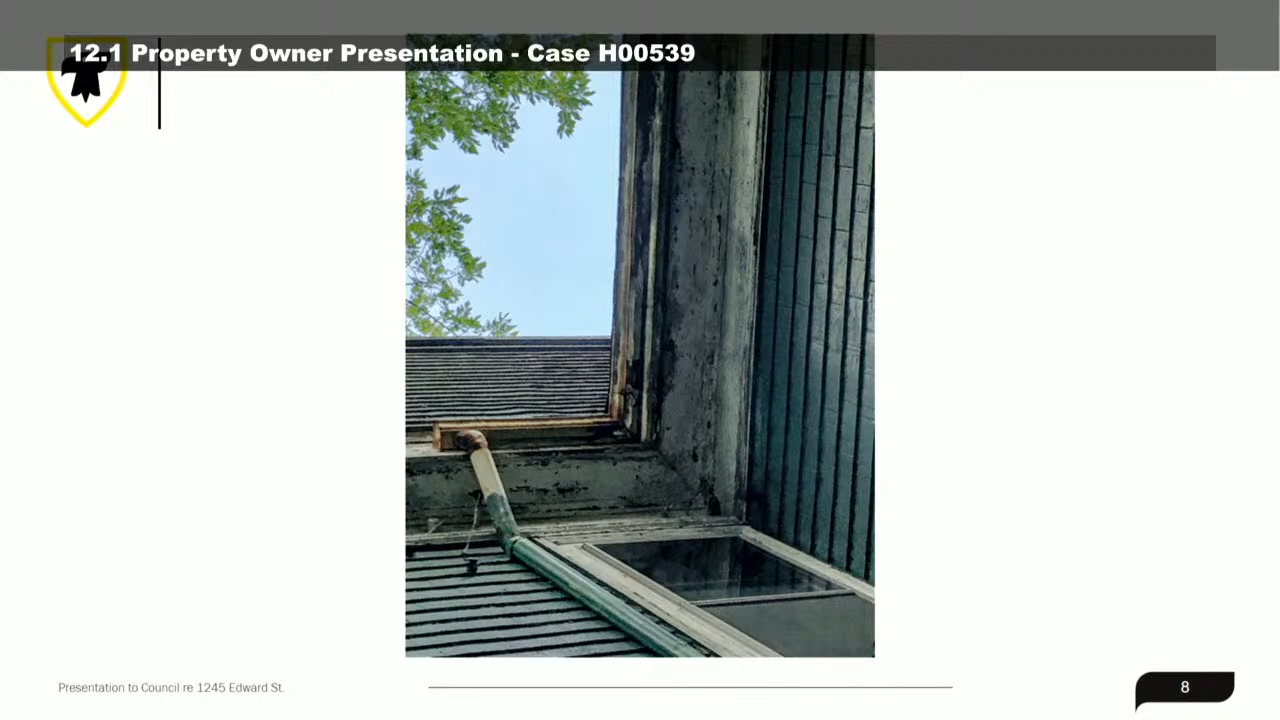 12.1 Property Owner Presentation - Case H00539
Presentation to Council re 1245 Edward St.
8